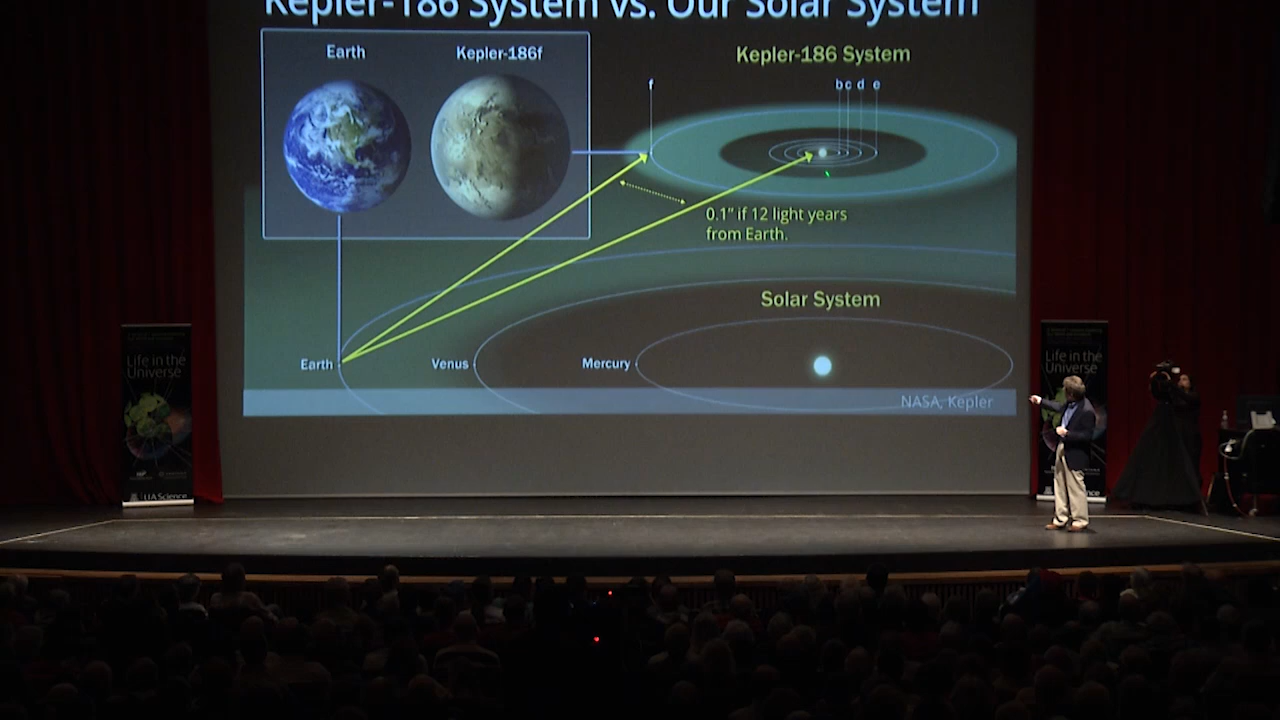 Kepler-186 System vs. Our Solar System
Earth
Kepler-186f
Kepler-186 System
f
b c d e
0.1" if 12 light years
from Earth.
Solar System
Earth
Venus
Mercury
NASA, Kepler
Life in the
Universe
UA Science
Life in the
Universe